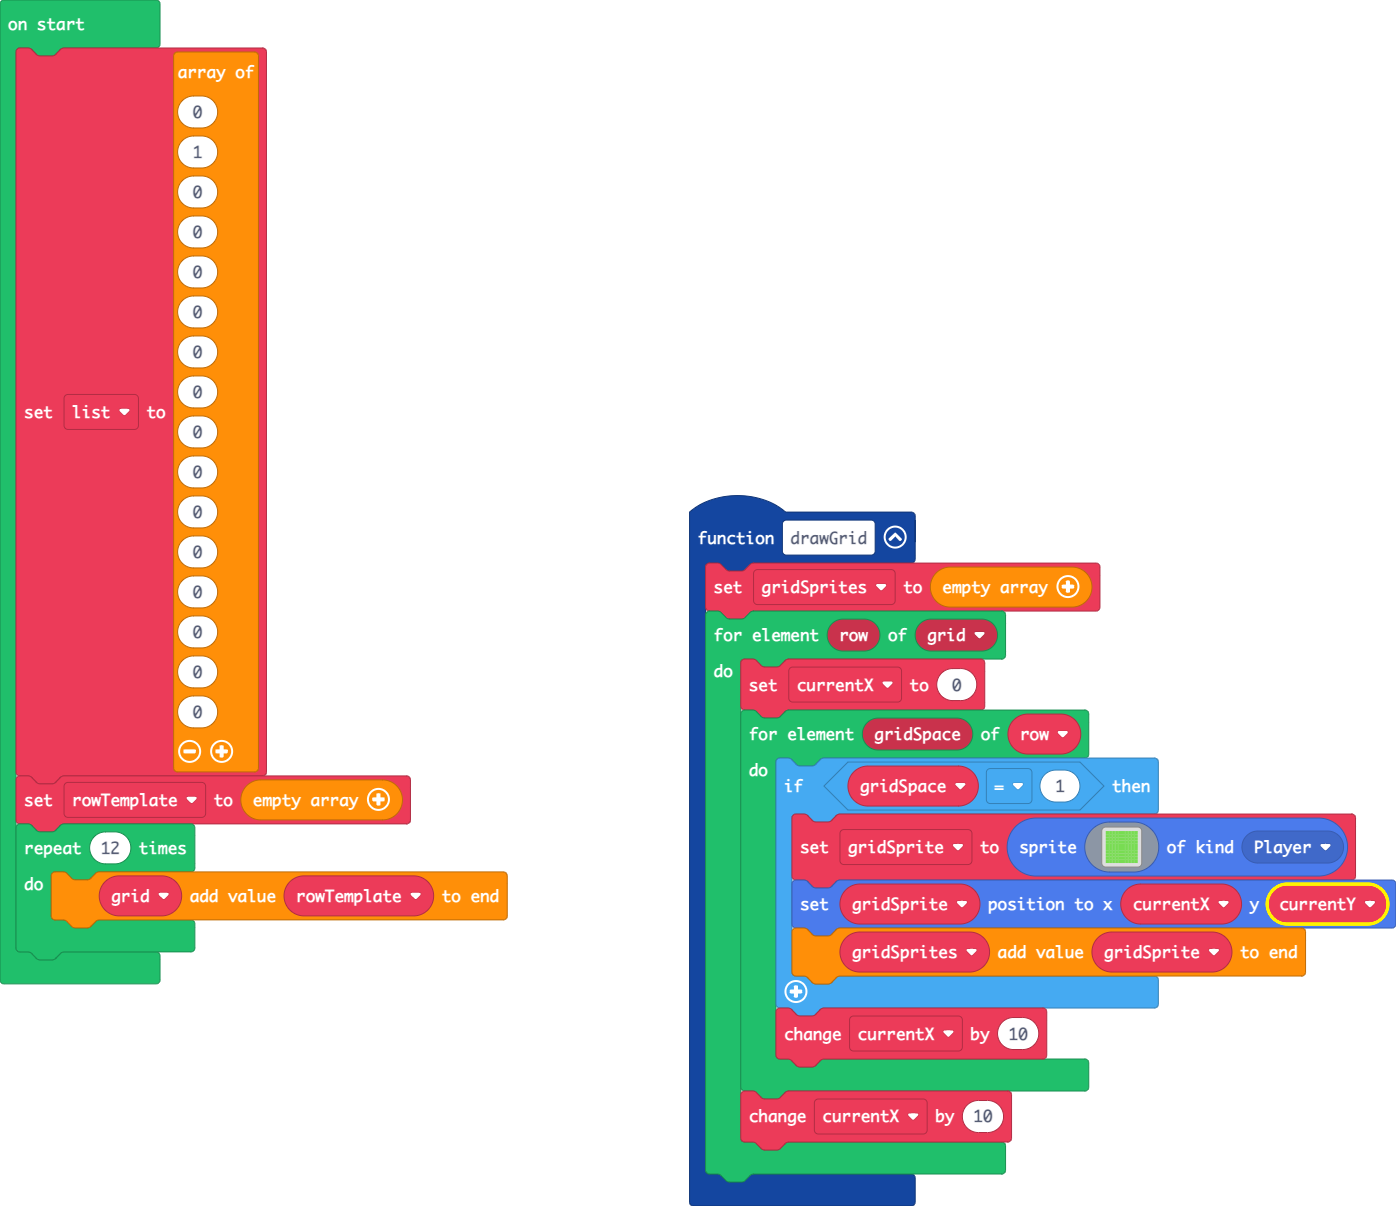 on start
array of
0
1
0
0
0
0
0
0
set list to
0
0
0
0
0
0
0
0
set rowTemplate to empty array
repeat 12 times
do
grid add value rowTemplate to end
function drawGrid
set gridSprites to empty array
for element row of grid
do
set currentX to 0
for element gridSpace of row
do
if gridSpace = 1 then
set gridSprite to sprite of kind Player
set gridSprite position to x currentX y currentY
gridSprites add value gridSprite to end
change currentX by 10
change currentX by 10